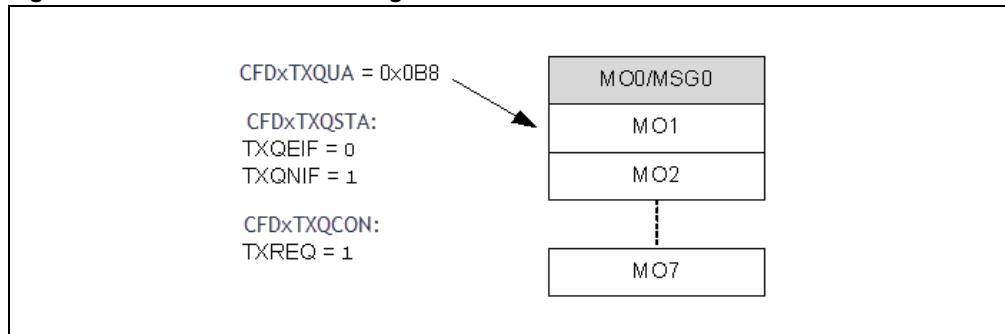 CFDxTXQUA = 0x0B8
CFDxTXQSTA:
TXQEIF = 0
TXQNIF = 1
CFDxTXQCON:
TXREQ = 1
MO0/MSG0
MO1
MO2
MO7